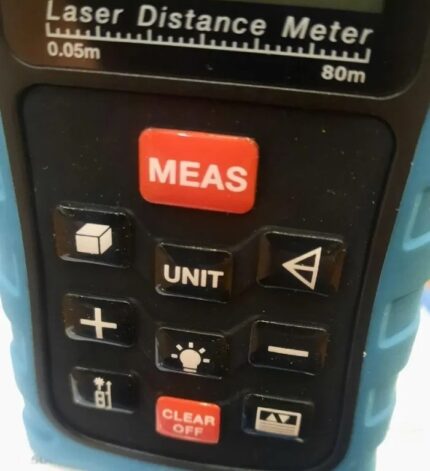 Laser Distance Meter
0.05m
80m
MEAS
UNIT
+
−
CLEAR
OFF